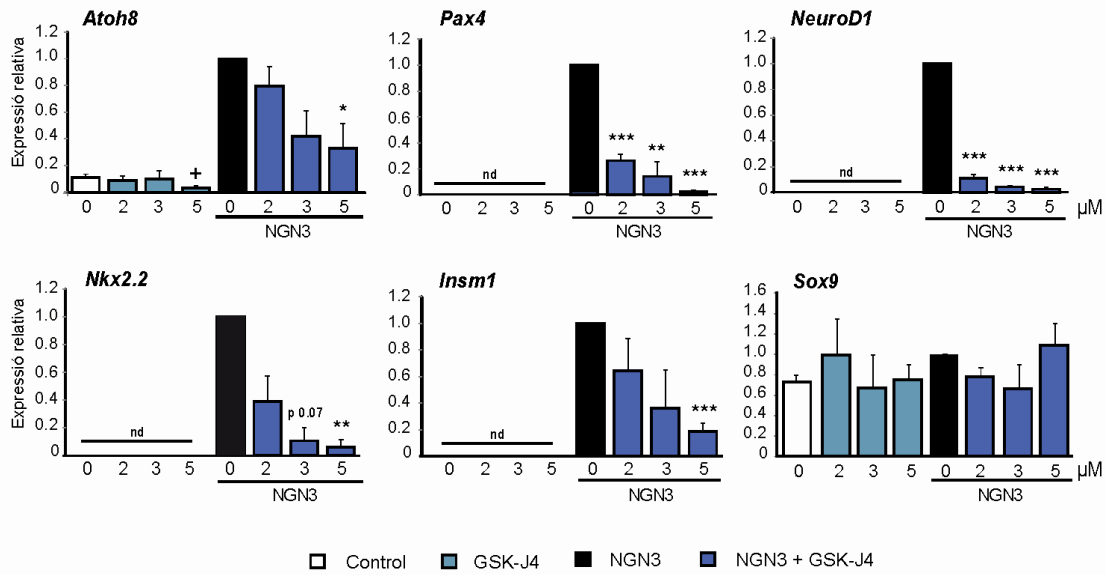 Atoh8
Expressió relativa
1.2
1.0
0.8
0.6
0.4
0.2
0
+
*
0 2 3 5 0 2 3 5
NGN3
Pax4
1.2
1.0
0.8
0.6
0.4
0.2
0
nd
*** ** ***
0 2 3 5 0 2 3 5
NGN3
NeuroD1
1.2
1.0
0.8
0.6
0.4
0.2
0
nd
*** *** ***
0 2 3 5 0 2 3 5 µM
NGN3
Nkx2.2
Expressió relativa
1.2
1.0
0.8
0.6
0.4
0.2
0
nd
p 0.07
**
0 2 3 5 0 2 3 5
NGN3
Insm1
1.2
1.0
0.8
0.6
0.4
0.2
0
nd
***
0 2 3 5 0 2 3 5
NGN3
Sox9
1.6
1.4
1.2
1.0
0.8
0.6
0.4
0.2
0
0 2 3 5 0 2 3 5 µM
NGN3
Control GSK-J4 NGN3 NGN3 + GSK-J4